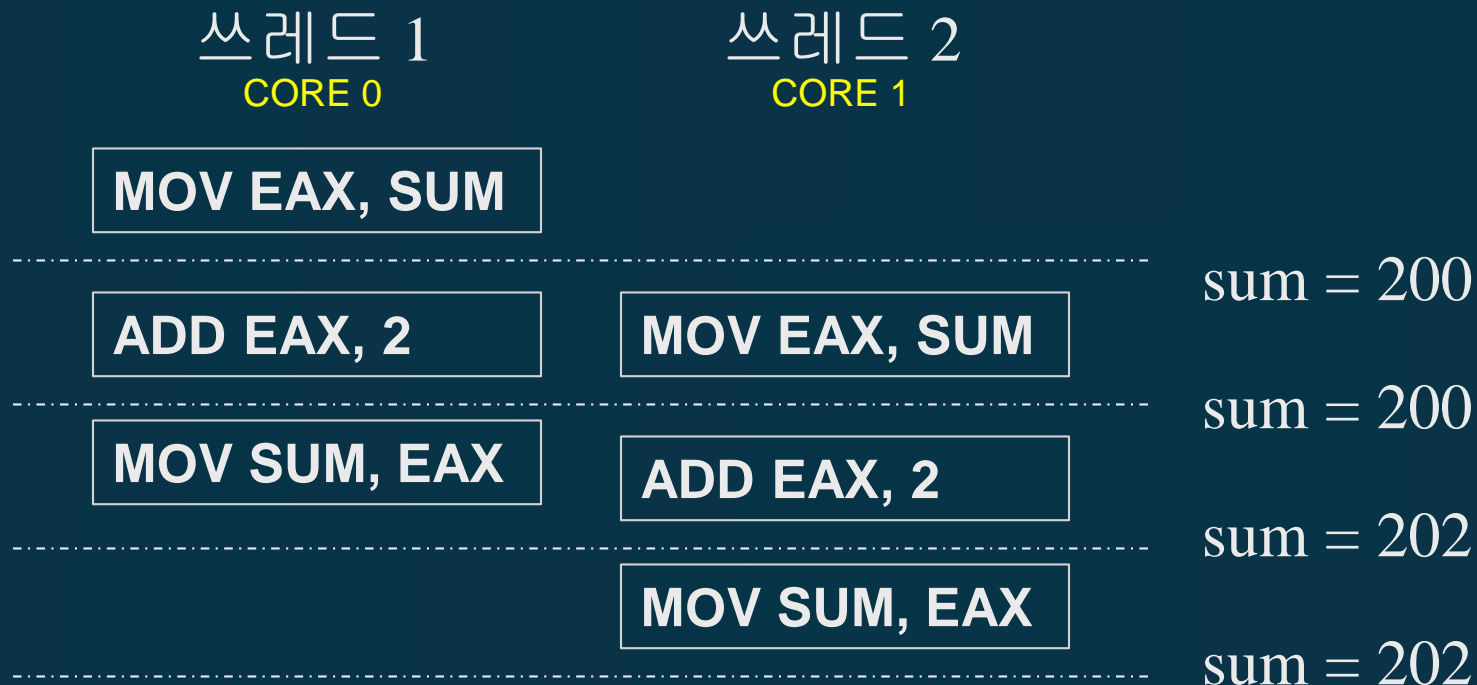 쓰레드 1
쓰레드 2
CORE 0
CORE 1
MOV EAX, SUM
sum = 200
ADD EAX, 2
MOV EAX, SUM
sum = 200
MOV SUM, EAX
ADD EAX, 2
sum = 202
MOV SUM, EAX
sum = 202